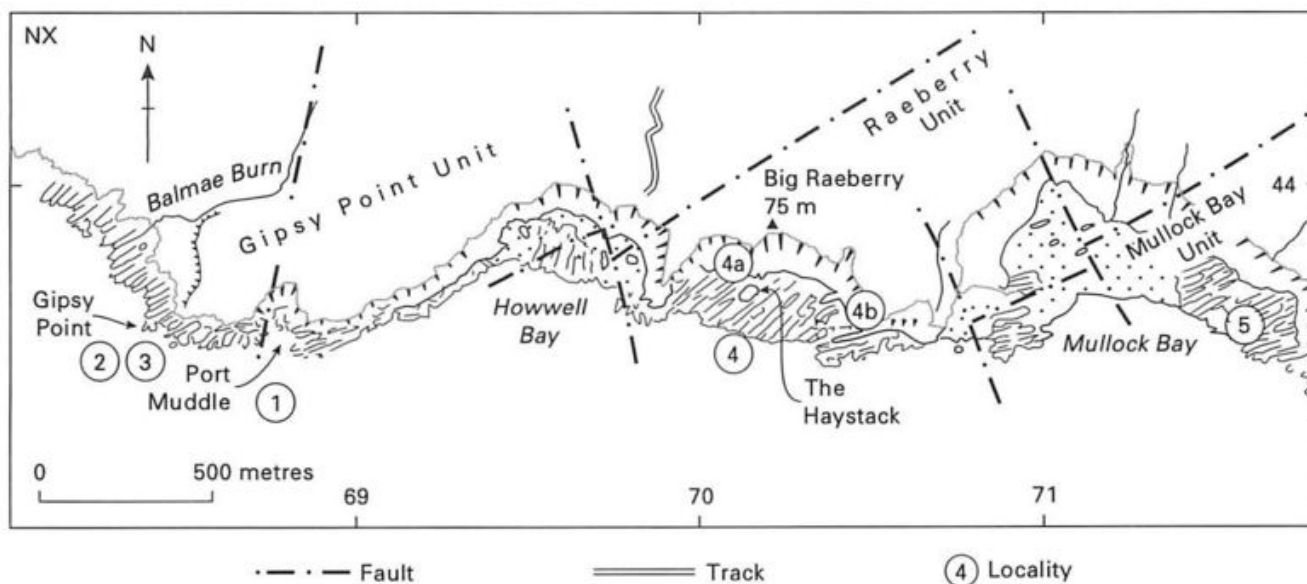 NX
N
Balmae Burn
Gipsy Point Unit
Raeberry
Unit
Big Raeberry
75 m
44
Mullock Bay
Unit
4a
4b
Gipsy
Point
2
3
Port
Muddle
1
Howwell
Bay
4
The
Haystack
Mullock Bay
5
0
500 metres
69
70
71
Fault
Track
4
Locality